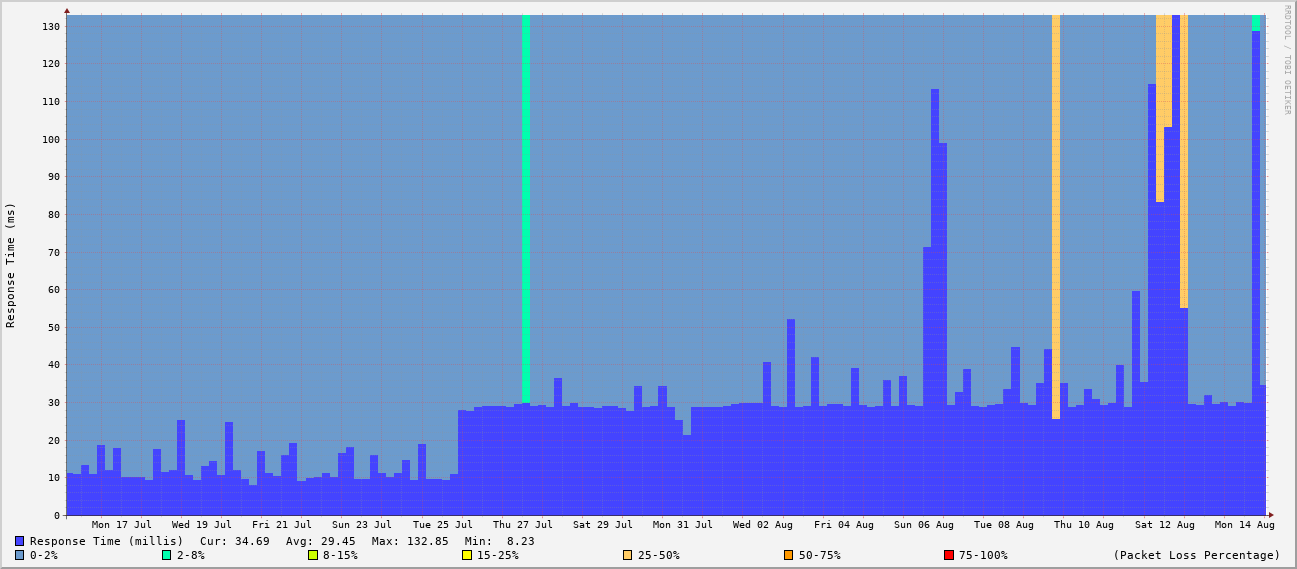 RRDTOOL / TOBI OETIKER
Response Time (ms)
130
120
110
100
90
80
70
60
50
40
30
20
10
0
Mon 17 Jul Wed 19 Jul Fri 21 Jul Sun 23 Jul Tue 25 Jul Thu 27 Jul Sat 29 Jul Mon 31 Jul Wed 02 Aug Fri 04 Aug Sun 06 Aug Tue 08 Aug Thu 10 Aug Sat 12 Aug Mon 14 Aug
Response Time (millis) Cur: 34.69 Avg: 29.45 Max: 132.85 Min: 8.23
0-2% 2-8% 8-15% 15-25% 25-50% 50-75% 75-100% (Packet Loss Percentage)